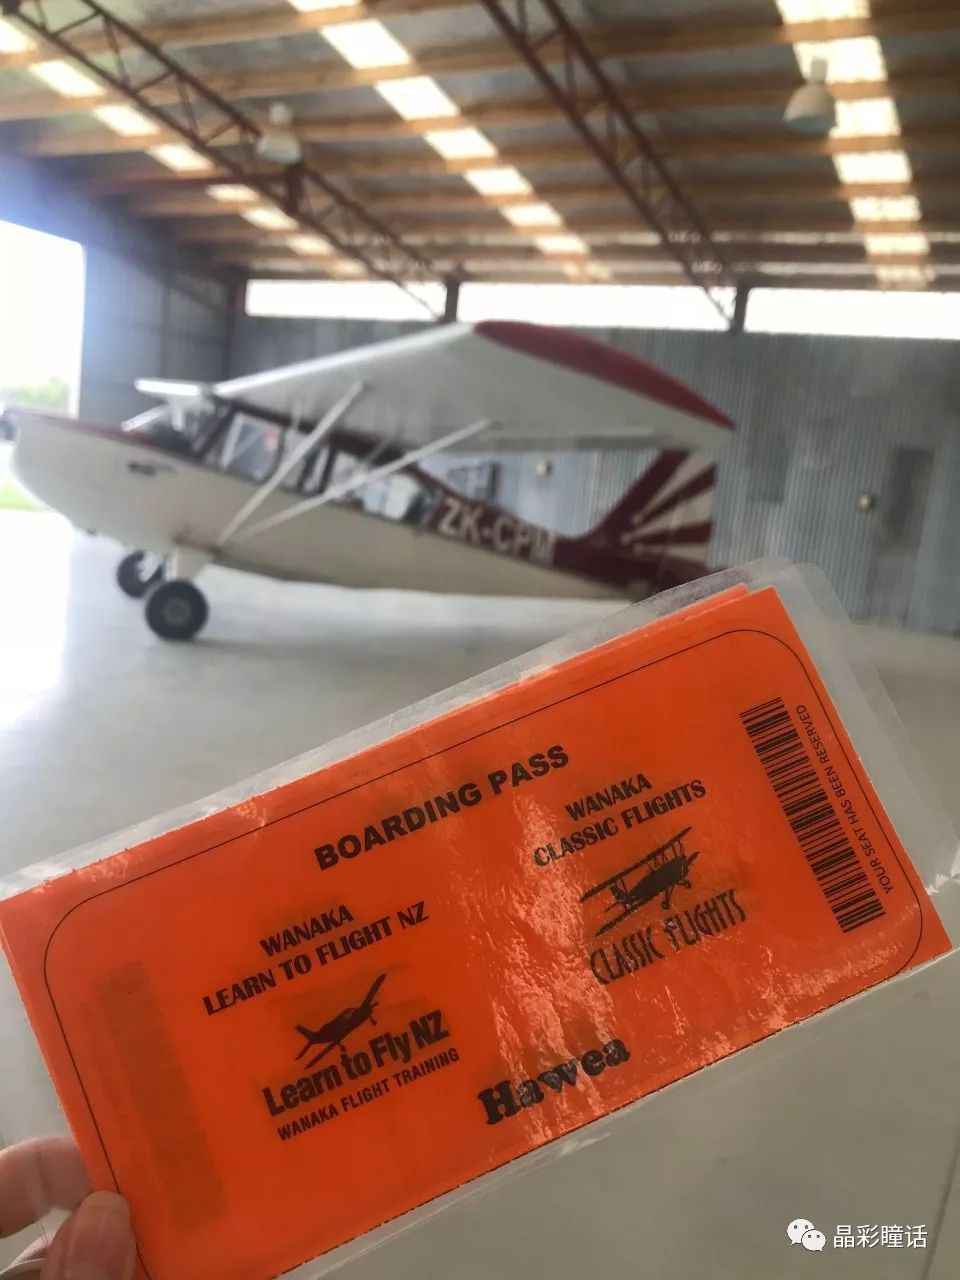 ZK-CPM
BOARDING PASS
WANAKA
LEARN TO FLIGHT NZ
Learn to Fly NZ
WANAKA FLIGHT TRAINING
WANAKA
CLASSIC FLIGHTS
CLASSIC FLIGHTS
Hawea
YOUR SEAT HAS BEEN RESERVED
晶彩瞳话